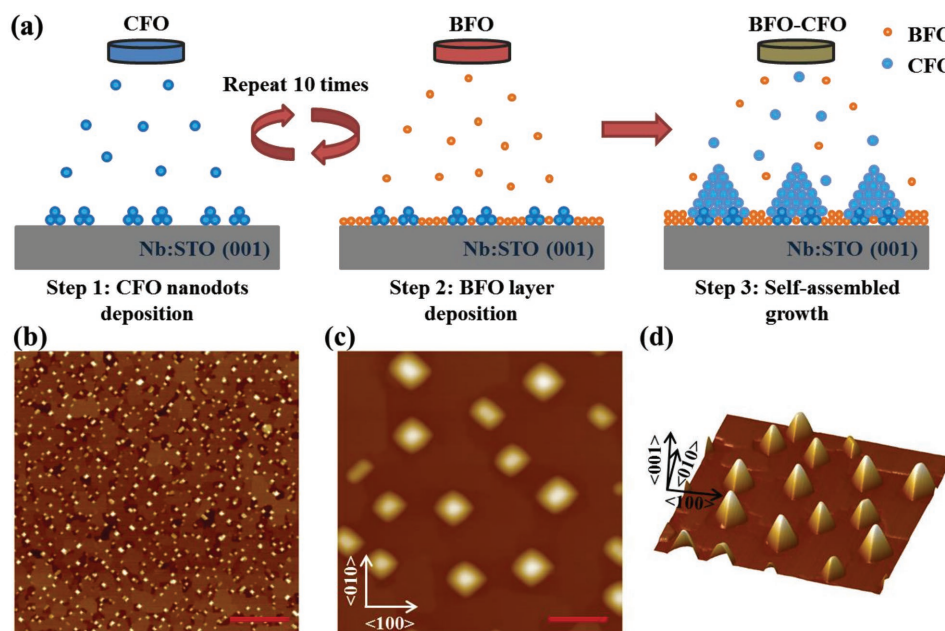 (a)
CFO
BFO
BFO-CFO
BFO
CFO
Repeat 10 times
Nb:STO (001)
Nb:STO (001)
Nb:STO (001)
Step 1: CFO nanodots
deposition
Step 2: BFO layer
deposition
Step 3: Self-assembled
growth
(b)
(c)
(d)
<010>
<100>
<001>
<010>
<100>